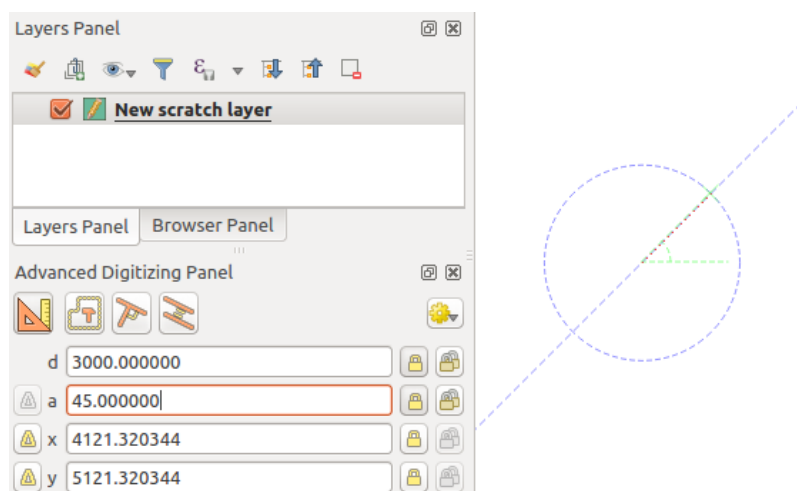 Layers Panel
New scratch layer
Layers Panel Browser Panel
Advanced Digitizing Panel
d 3000.000000
a 45.000000
x 4121.320344
y 5121.320344